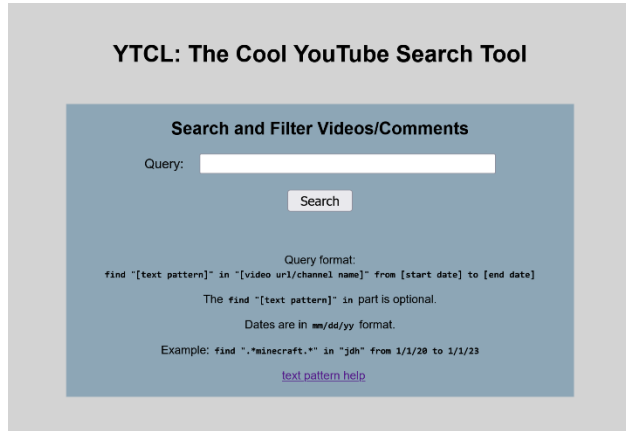 YTCL: The Cool YouTube Search Tool
Search and Filter Videos/Comments
Query:
Search
Query format:
find "[text pattern]" in "[video url/channel name]" from [start date] to [end date]
The find "[text pattern]" in part is optional.
Dates are in mm/dd/yy format.
Example: find ".*minecraft.*" in "jdh" from 1/1/20 to 1/1/23
text pattern help